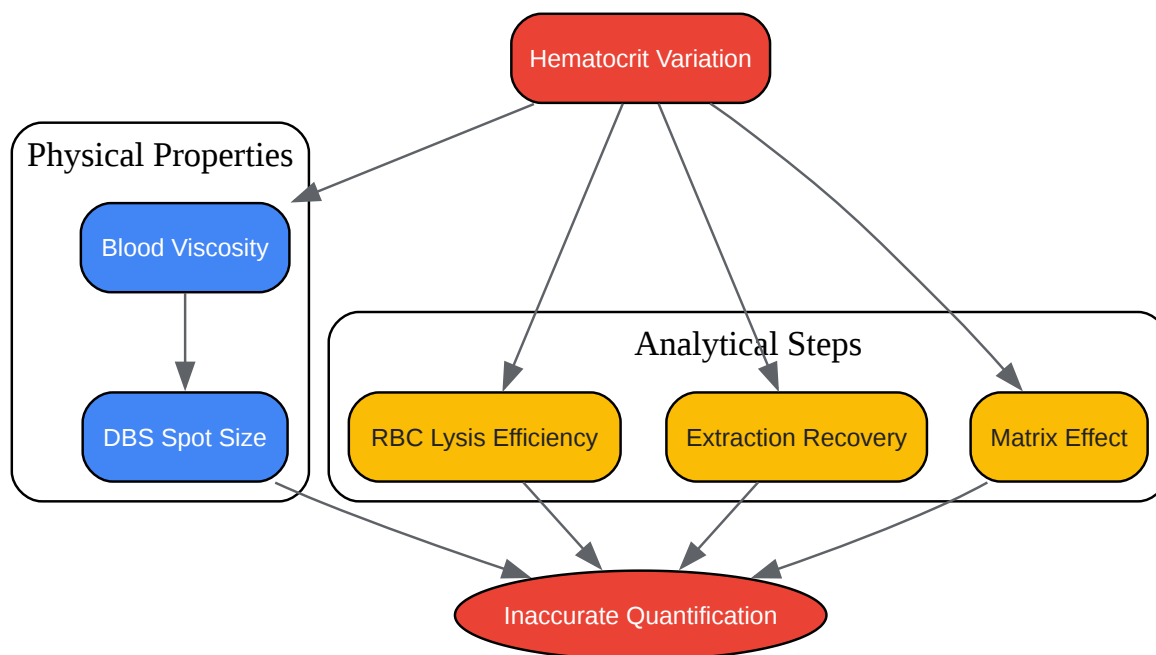 Hematocrit Variation
Physical Properties
Blood Viscosity
Analytical Steps
DBS Spot Size
RBC Lysis Efficiency
Extraction Recovery
Matrix Effect
Inaccurate Quantification